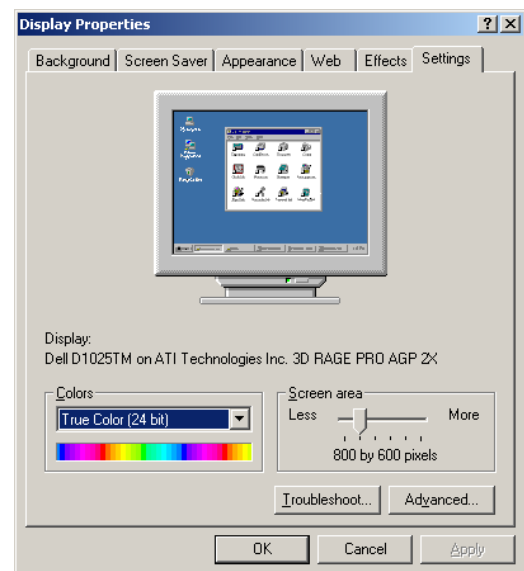 Display Properties
Background Screen Saver Appearance Web Effects Settings
Display:
Dell D1025TM on ATI Technologies Inc. 3D RAGE PRO AGP 2X
Colors
True Color (24 bit)
Screen area
Less More
800 by 600 pixels
Troubleshoot... Advanced...
OK Cancel Apply